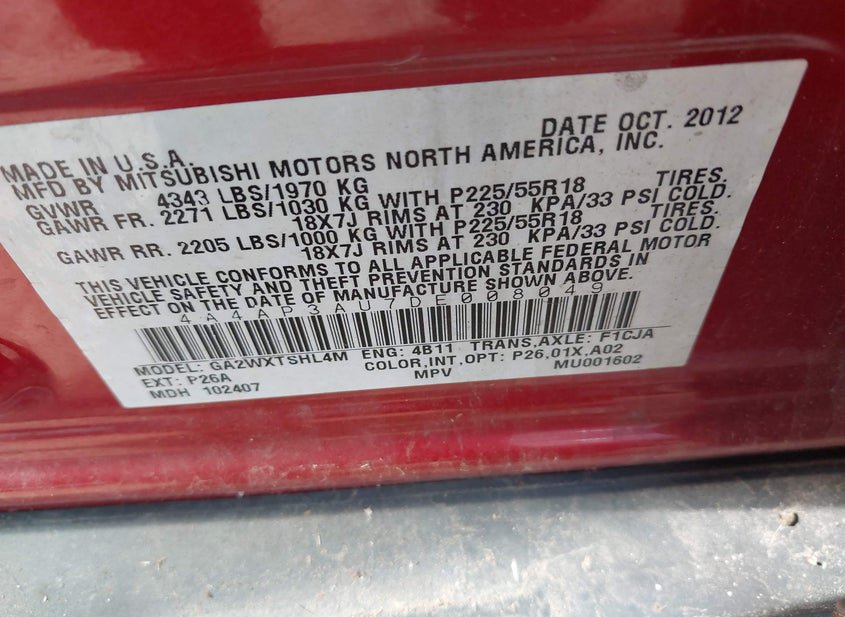 DATE OCT. 2012
MADE IN U.S.A.
MFD BY MITSUBISHI MOTORS NORTH AMERICA, INC.
GVWR 4343 LBS/1970 KG
GAWR FR. 2271 LBS/1030 KG WITH P225/55R18 TIRES.
18X7J RIMS AT 230 KPA/33 PSI COLD.
GAWR RR. 2205 LBS/1000 KG WITH P225/55R18 TIRES.
18X7J RIMS AT 230 KPA/33 PSI COLD.
THIS VEHICLE CONFORMS TO ALL APPLICABLE FEDERAL MOTOR
VEHICLE SAFETY AND THEFT PREVENTION STANDARDS IN
EFFECT ON THE DATE OF MANUFACTURE SHOWN ABOVE.
4A4AP3AU7DE008049
MODEL: GA2WXTSHL4M ENG: 4B11 TRANS,AXLE: F1CJA
EXT: P26A COLOR,INT,OPT: P26,01X,A02
MDH 102407 MPV MU001602